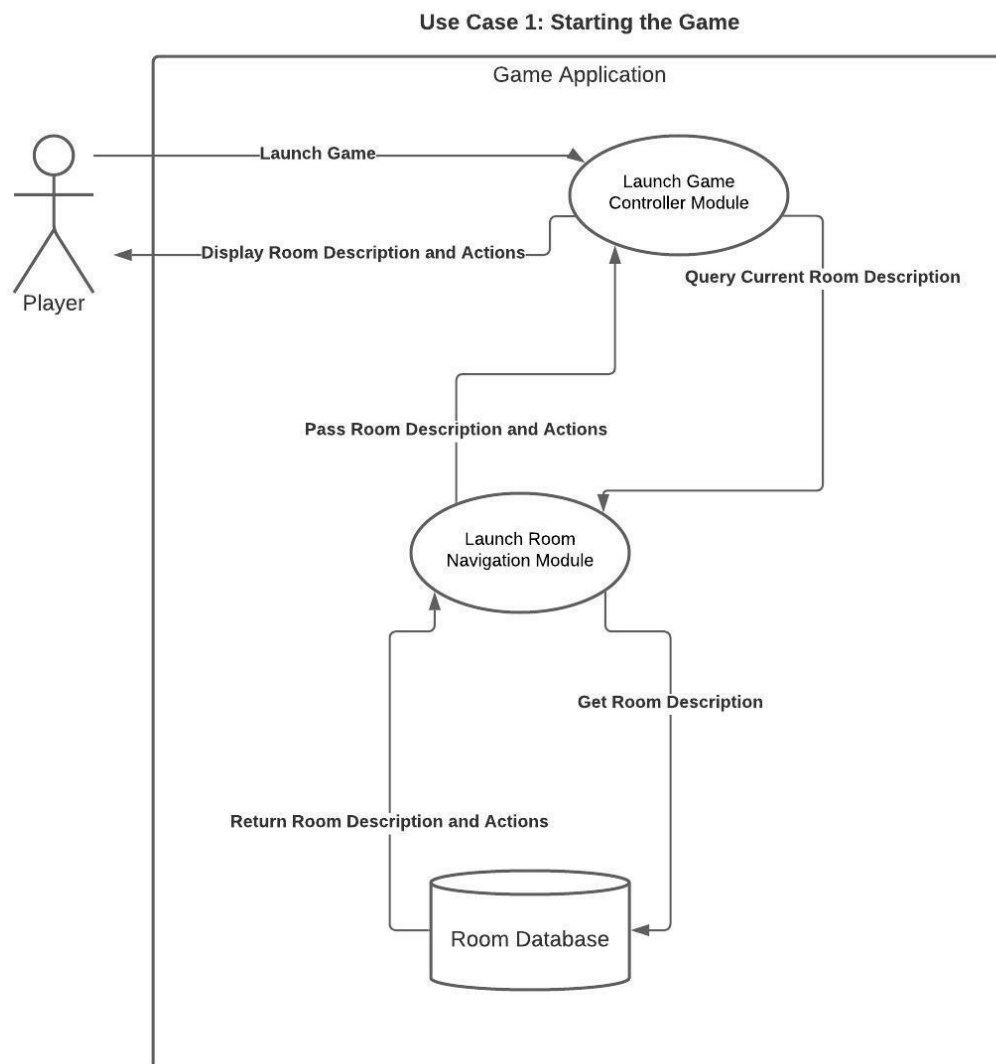 Use Case 1: Starting the Game
Game Application
Launch Game
Launch Game
Controller Module
Display Room Description and Actions
Query Current Room Description
Player
Pass Room Description and Actions
Launch Room
Navigation Module
Get Room Description
Return Room Description and Actions
Room Database